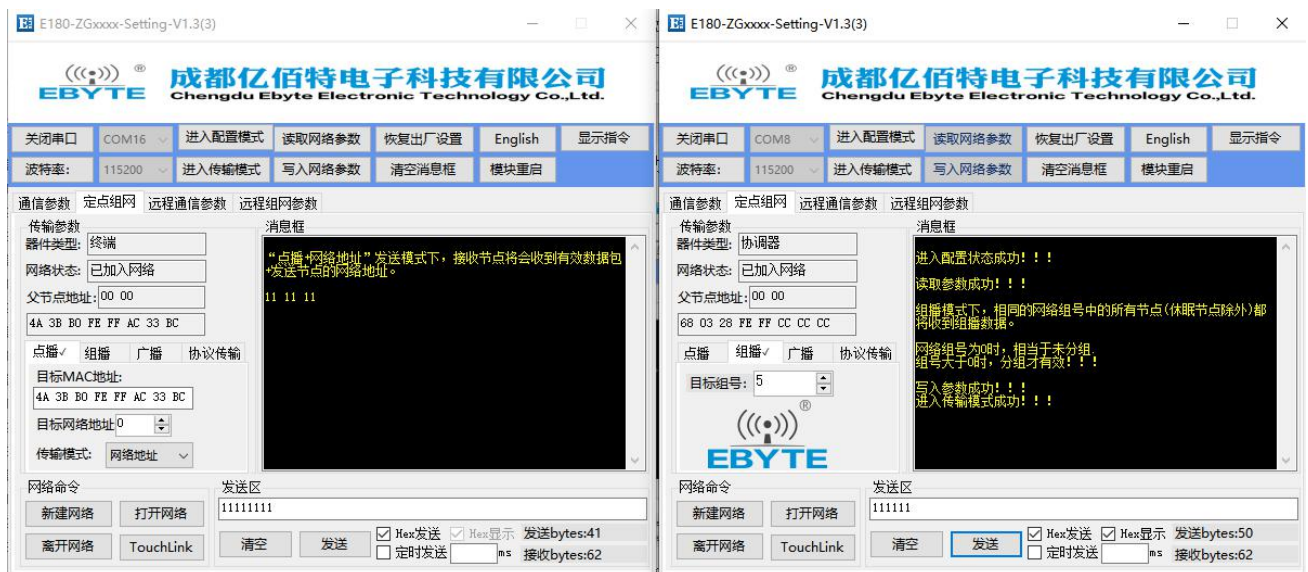 E180-ZGxxxx-Setting-V1.3(3)
EBYTE ®
成都亿佰特电子科技有限公司
Chengdu Ebyte Electronic Technology Co.,Ltd.
关闭串口 COM16 进入配置模式 读取网络参数 恢复出厂设置 English 显示指令
波特率: 115200 进入传输模式 写入网络参数 清空消息框 模块重启
通信参数 定点组网 远程通信参数 远程组网参数
传输参数
器件类型: 终端
网络状态: 已加入网络
父节点地址: 00 00
4A 3B B0 FE FF AC 33 BC
点播√ 组播 广播 协议传输
目标MAC地址:
4A 3B B0 FE FF AC 33 BC
目标网络地址 0
传输模式: 网络地址
消息框
“点播+网络地址”发送模式下，接收节点将会收到有效数据包
+发送节点的网络地址。
11 11 11
网络命令
新建网络 打开网络
离开网络 TouchLink
发送区
11111111
清空 发送
Hex发送 Hex显示 发送bytes:41
定时发送 ms 接收bytes:62
E180-ZGxxxx-Setting-V1.3(3)
EBYTE ®
成都亿佰特电子科技有限公司
Chengdu Ebyte Electronic Technology Co.,Ltd.
关闭串口 COM8 进入配置模式 读取网络参数 恢复出厂设置 English 显示指令
波特率: 115200 进入传输模式 写入网络参数 清空消息框 模块重启
通信参数 定点组网 远程通信参数 远程组网参数
传输参数
器件类型: 协调器
网络状态: 已加入网络
父节点地址: 00 00
68 03 28 FE FF CC CC CC
点播 组播√ 广播 协议传输
目标组号: 5
EBYTE ®
消息框
进入配置状态成功！！！
读取参数成功！！！
组播模式下，相同的网络组号中的所有节点(休眠节点除外)都
将收到组播数据。
网络组号为0时，相当于未分组.
组号大于0时，分组才有效！！！
写入参数成功！！！
进入传输模式成功！！！
网络命令
新建网络 打开网络
离开网络 TouchLink
发送区
111111
清空 发送
Hex发送 Hex显示 发送bytes:50
定时发送 ms 接收bytes:62